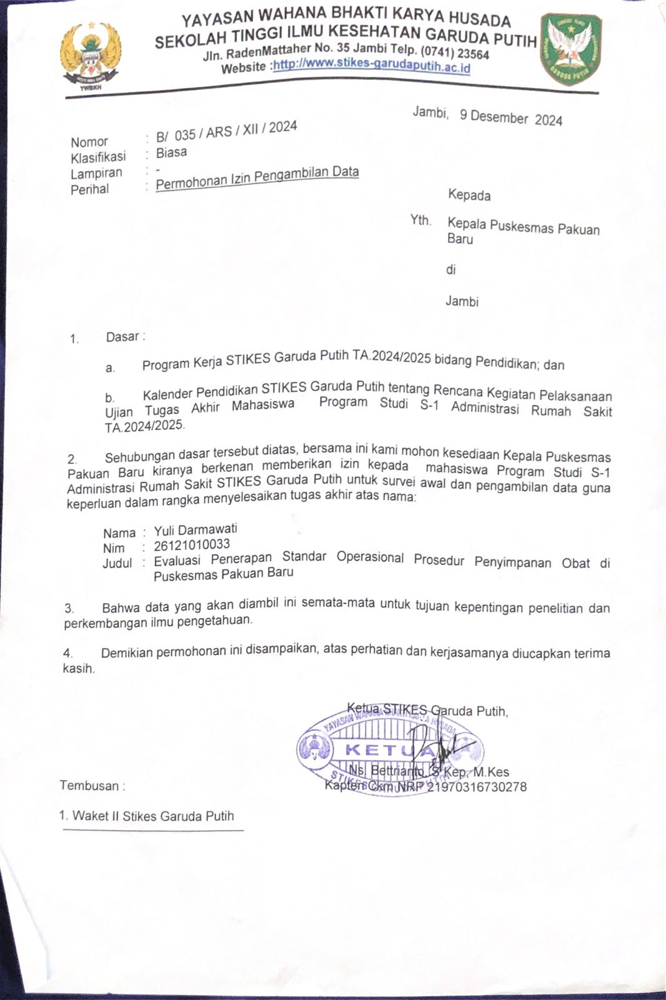 YAYASAN WAHANA BHAKTI KARYA HUSADA
SEKOLAH TINGGI ILMU KESEHATAN GARUDA PUTIH
Jln. RadenMattaher No. 35 Jambi Telp. (0741) 23564
Website :http://www.stikes-garudaputih.ac.id
YWBKH
GARUDA PUTIH
Jambi, 9 Desember 2024
Nomor : B/ 035 / ARS / XII / 2024
Klasifikasi : Biasa
Lampiran : -
Perihal : Permohonan Izin Pengambilan Data
Kepada
Yth. Kepala Puskesmas Pakuan
Baru
di
Jambi
1. Dasar :
a. Program Kerja STIKES Garuda Putih TA.2024/2025 bidang Pendidikan; dan
b. Kalender Pendidikan STIKES Garuda Putih tentang Rencana Kegiatan Pelaksanaan
Ujian Tugas Akhir Mahasiswa Program Studi S-1 Administrasi Rumah Sakit
TA.2024/2025.
2. Sehubungan dasar tersebut diatas, bersama ini kami mohon kesediaan Kepala Puskesmas
Pakuan Baru kiranya berkenan memberikan izin kepada mahasiswa Program Studi S-1
Administrasi Rumah Sakit STIKES Garuda Putih untuk survei awal dan pengambilan data guna
keperluan dalam rangka menyelesaikan tugas akhir atas nama:
Nama : Yuli Darmawati
Nim : 26121010033
Judul : Evaluasi Penerapan Standar Operasional Prosedur Penyimpanan Obat di
Puskesmas Pakuan Baru
3. Bahwa data yang akan diambil ini semata-mata untuk tujuan kepentingan penelitian dan
perkembangan ilmu pengetahuan.
4. Demikian permohonan ini disampaikan, atas perhatian dan kerjasamanya diucapkan terima
kasih.
Ketua STIKES Garuda Putih,
YAYASAN WAHANA BHAKTI KARYA HUSADA
KETUA
STIKES GARUDA PUTIH
Ns. Bettrianto, S.Kep, M.Kes
Kapten Ckm NRP 21970316730278
Tembusan :
1. Waket II Stikes Garuda Putih